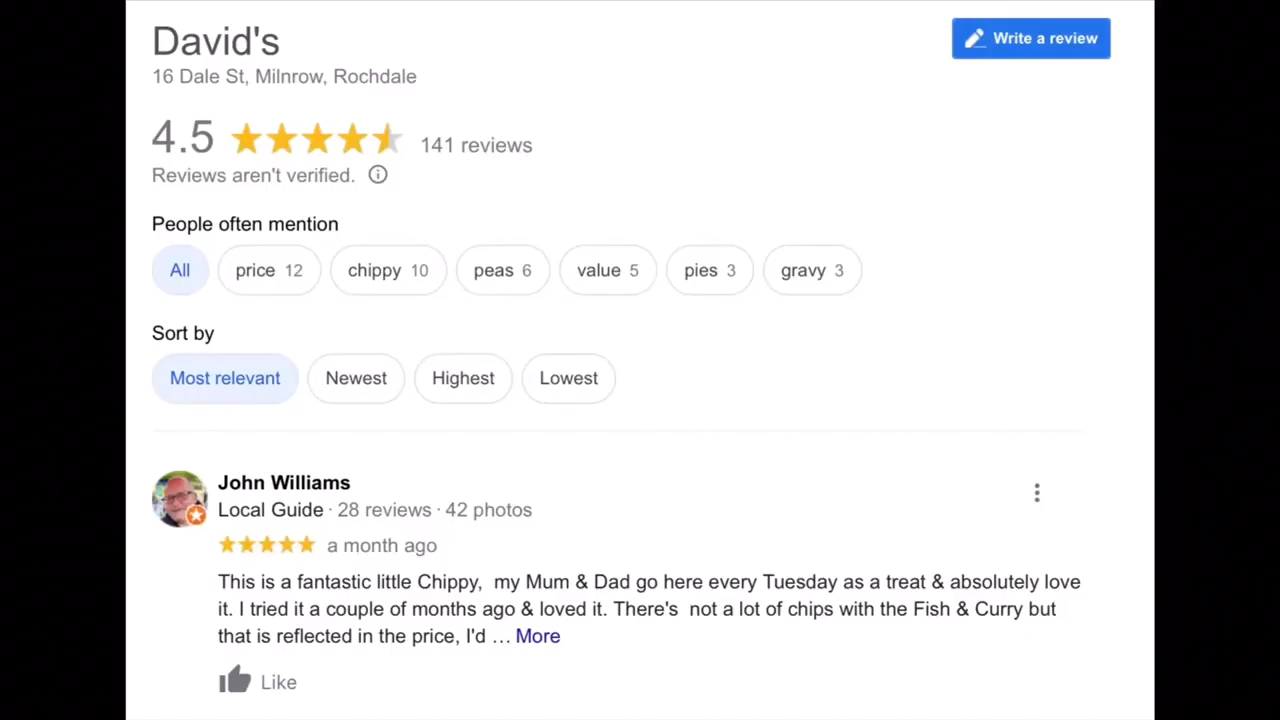 David's
Write a review
16 Dale St, Milnrow, Rochdale
4.5 141 reviews
Reviews aren't verified.
People often mention
All price 12 chippy 10 peas 6 value 5 pies 3 gravy 3
Sort by
Most relevant Newest Highest Lowest
John Williams
Local Guide · 28 reviews · 42 photos
a month ago
This is a fantastic little Chippy,  my Mum & Dad go here every Tuesday as a treat & absolutely love
it. I tried it a couple of months ago & loved it. There's  not a lot of chips with the Fish & Curry but
that is reflected in the price, I'd … More
Like